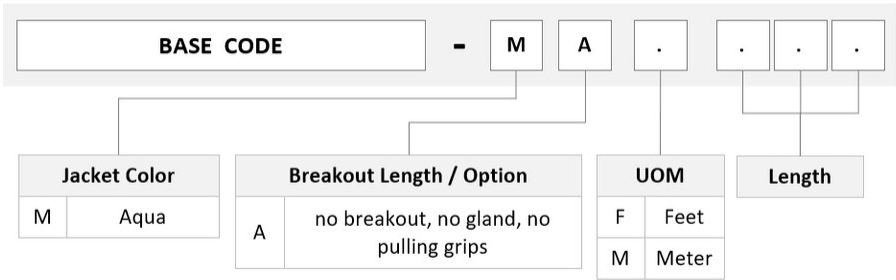 BASE CODE - M A . . . .
Jacket Color
M Aqua
Breakout Length / Option
A no breakout, no gland, no
pulling grips
UOM
F Feet
M Meter
Length